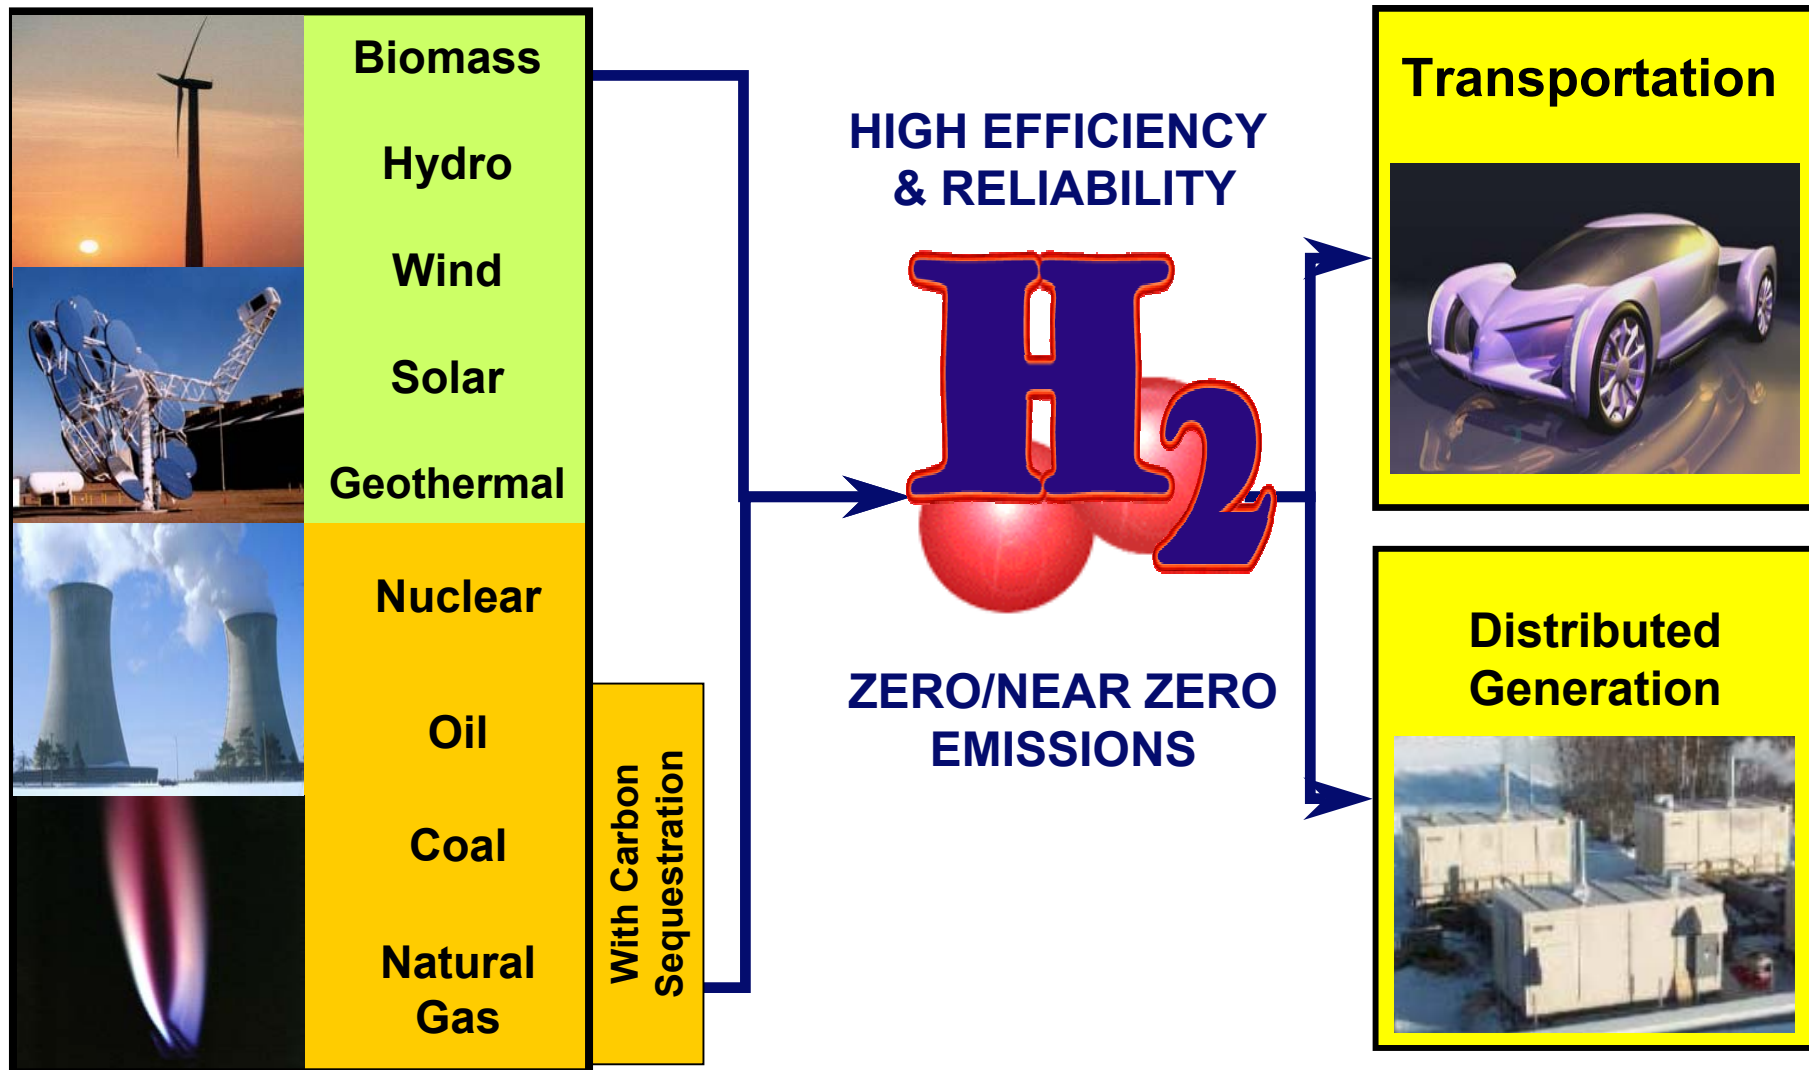 Biomass
Hydro
Wind
Solar
Geothermal
Nuclear
Oil
Coal
Natural
Gas
With Carbon
Sequestration
HIGH EFFICIENCY
& RELIABILITY
H2
ZERO/NEAR ZERO
EMISSIONS
Transportation
Distributed
Generation